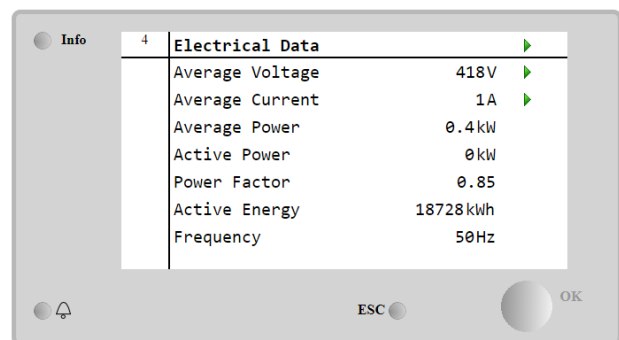 Info
4 Electrical Data
Average Voltage 418V
Average Current 1A
Average Power 0.4kW
Active Power 0kW
Power Factor 0.85
Active Energy 18728kWh
Frequency 50Hz
ESC OK